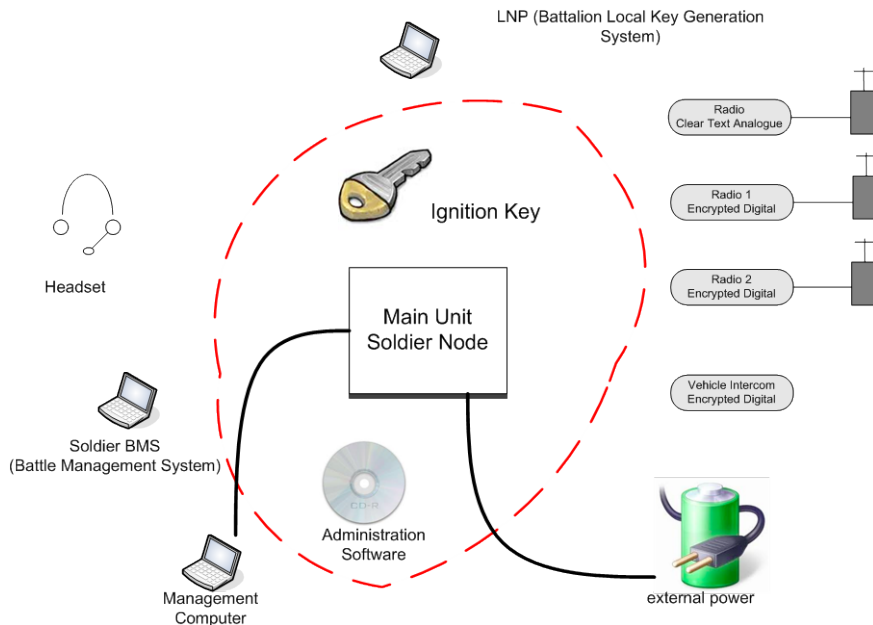 LNP (Battalion Local Key Generation
System)
Radio
Clear Text Analogue
Ignition Key
Radio 1
Encrypted Digital
Headset
Radio 2
Encrypted Digital
Main Unit
Soldier Node
Vehicle Intercom
Encrypted Digital
Soldier BMS
(Battle Management System)
CD-R
Administration
Software
Management
Computer
external power